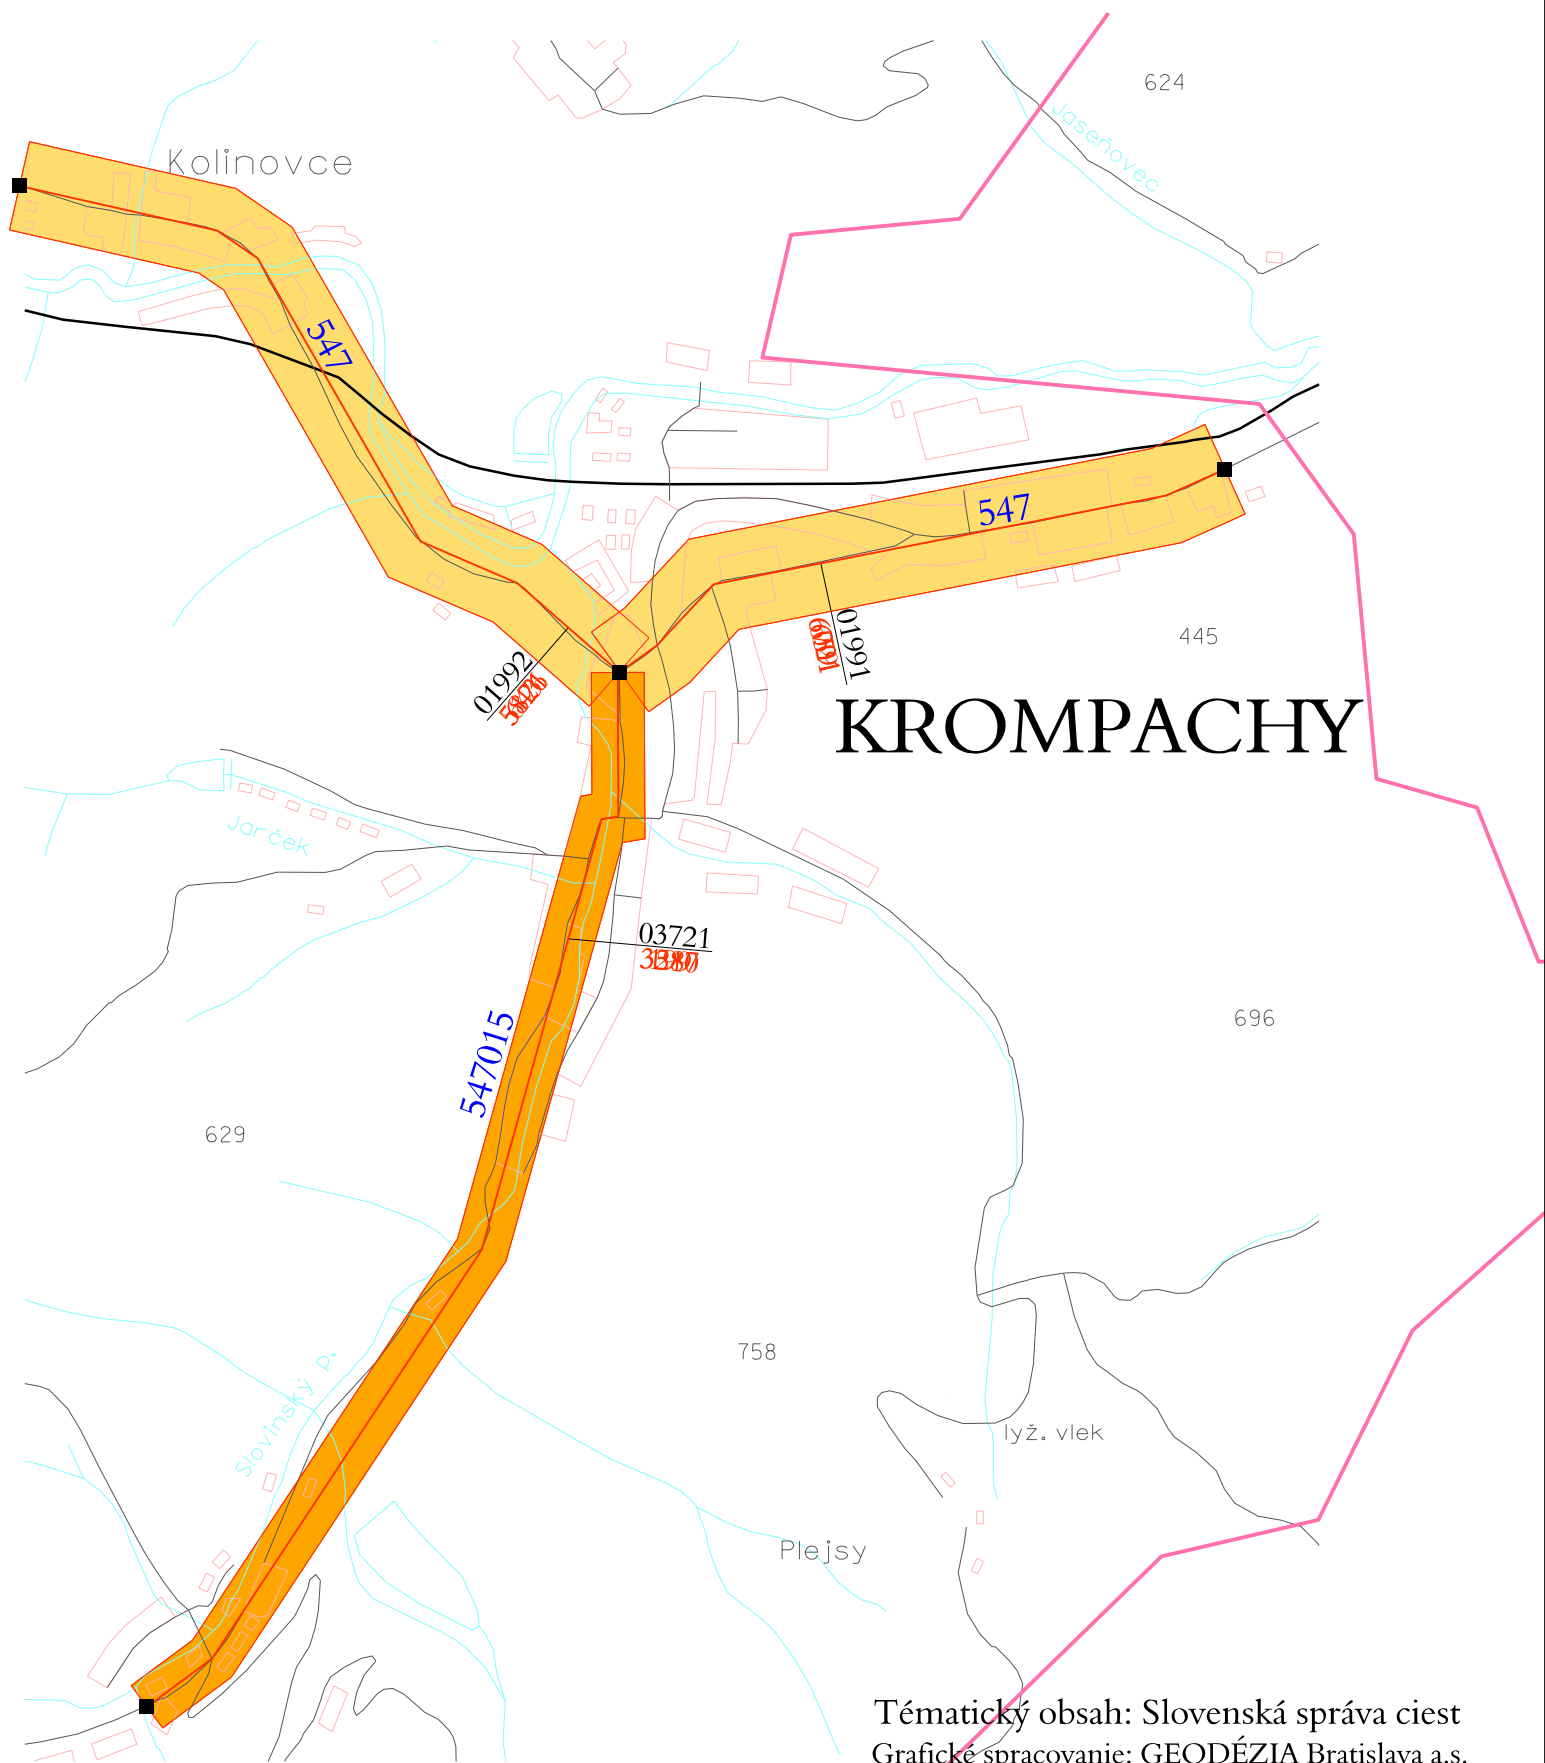 624
Jaseňovec
Kolinovce
547
547
01992
01991
445
KROMPACHY
Jarček
03721
547015
696
629
758
Slovinský p.
lyž. vlek
Plejsy
Tématický obsah: Slovenská správa ciest
Grafické spracovanie: GEODÉZIA Bratislava a.s.